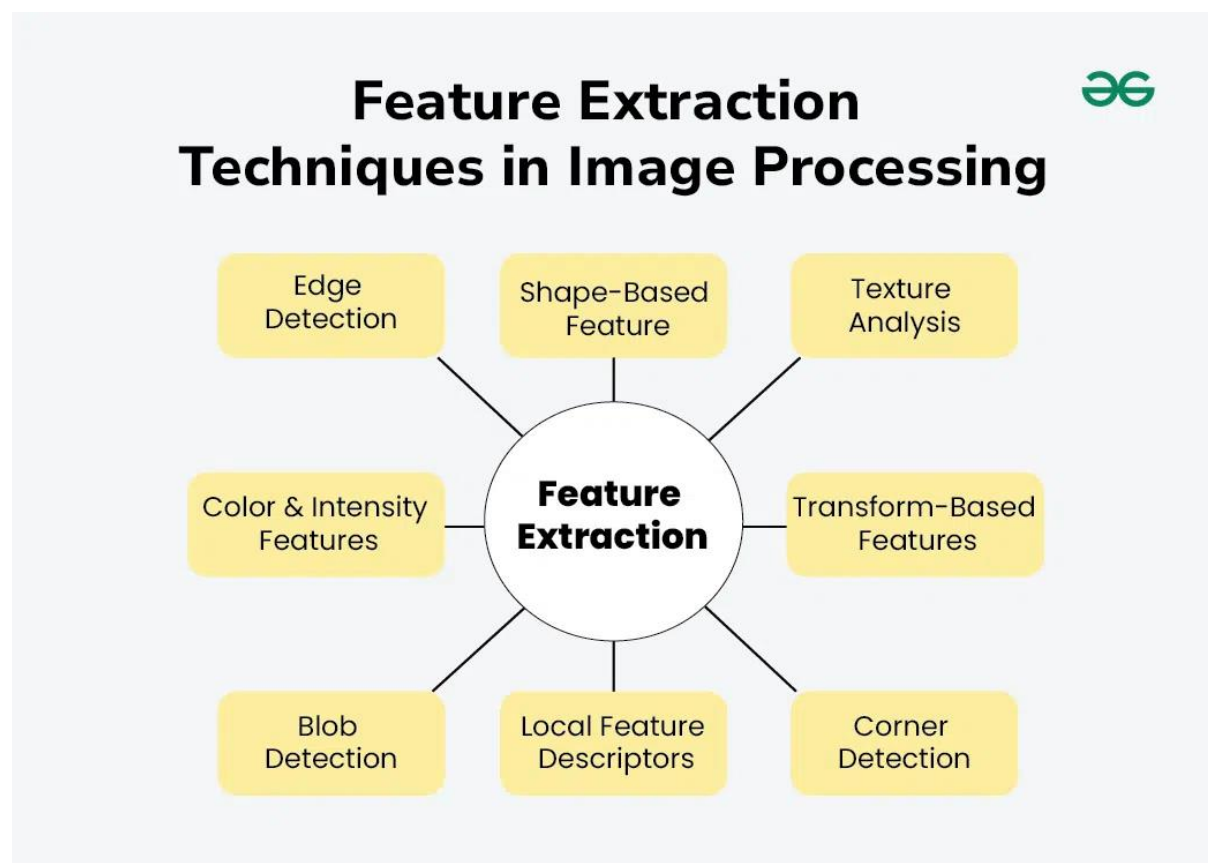 Feature Extraction
Techniques in Image Processing
Edge
Detection
Shape-Based
Feature
Texture
Analysis
Color & Intensity
Features
Feature
Extraction
Transform-Based
Features
Blob
Detection
Local Feature
Descriptors
Corner
Detection